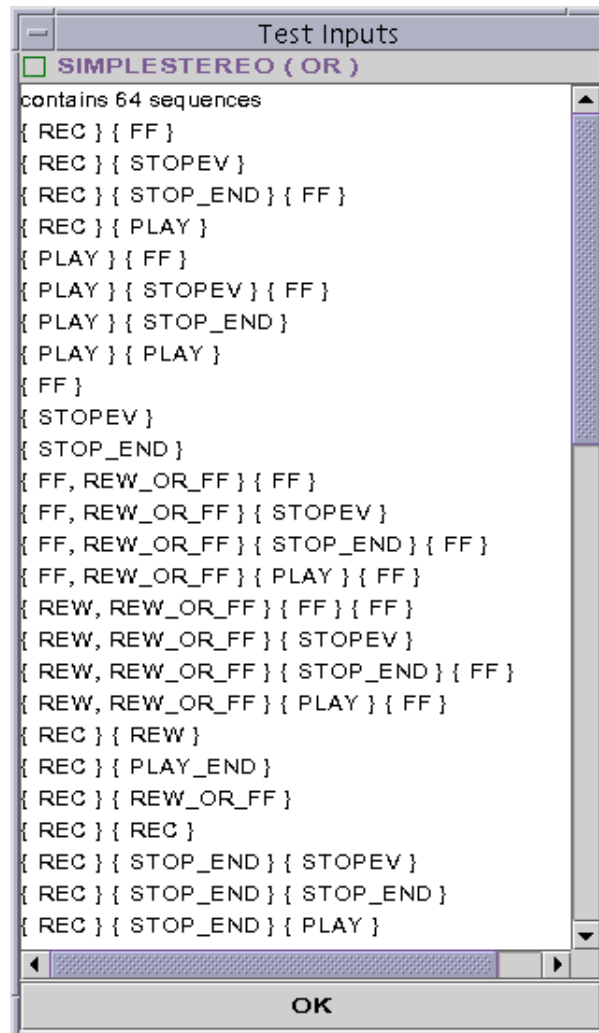 Test Inputs
SIMPLESTEREO ( OR )
contains 64 sequences
{ REC } { FF }
{ REC } { STOPEV }
{ REC } { STOP_END } { FF }
{ REC } { PLAY }
{ PLAY } { FF }
{ PLAY } { STOPEV } { FF }
{ PLAY } { STOP_END }
{ PLAY } { PLAY }
{ FF }
{ STOPEV }
{ STOP_END }
{ FF, REW_OR_FF } { FF }
{ FF, REW_OR_FF } { STOPEV }
{ FF, REW_OR_FF } { STOP_END } { FF }
{ FF, REW_OR_FF } { PLAY } { FF }
{ REW, REW_OR_FF } { FF } { FF }
{ REW, REW_OR_FF } { STOPEV }
{ REW, REW_OR_FF } { STOP_END } { FF }
{ REW, REW_OR_FF } { PLAY } { FF }
{ REC } { REW }
{ REC } { PLAY_END }
{ REC } { REW_OR_FF }
{ REC } { REC }
{ REC } { STOP_END } { STOPEV }
{ REC } { STOP_END } { STOP_END }
{ REC } { STOP_END } { PLAY }
OK